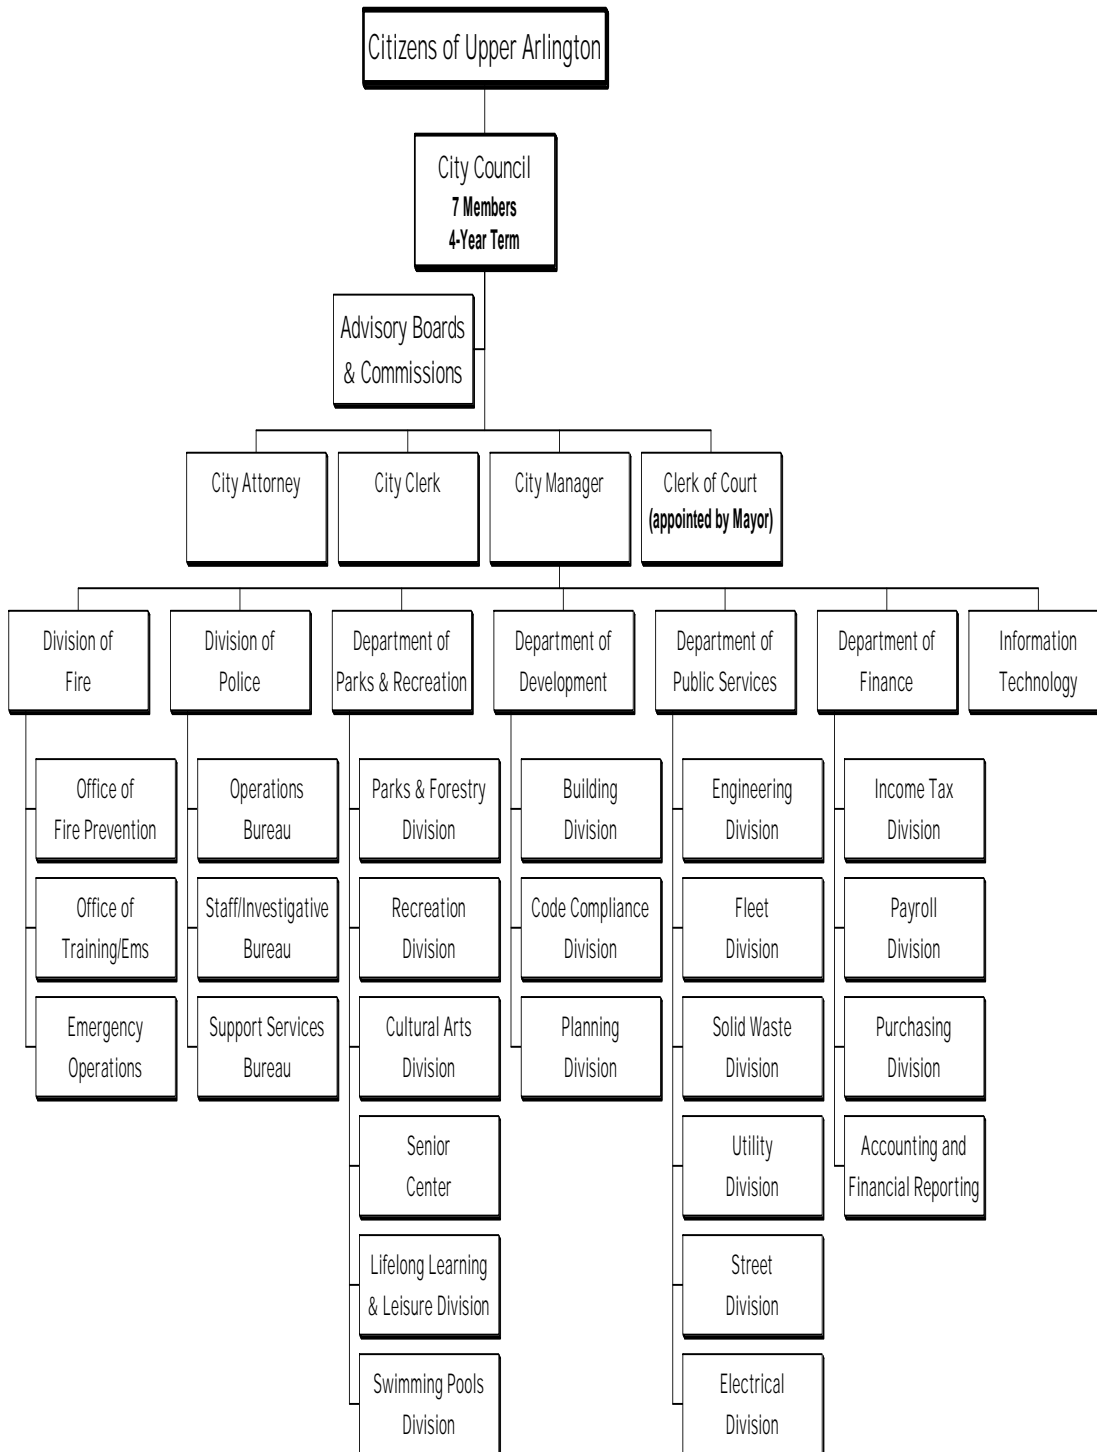 Citizens of Upper Arlington
City Council
7 Members
4-Year Term
Advisory Boards
& Commissions
City Attorney
City Clerk
City Manager
Clerk of Court
(appointed by Mayor)
Division of
Fire
Division of
Police
Department of
Parks & Recreation
Department of
Development
Department of
Public Services
Department of
Finance
Information
Technology
Office of
Fire Prevention
Office of
Training/Ems
Emergency
Operations
Operations
Bureau
Staff/Investigative
Bureau
Support Services
Bureau
Parks & Forestry
Division
Recreation
Division
Cultural Arts
Division
Senior
Center
Lifelong Learning
& Leisure Division
Swimming Pools
Division
Building
Division
Code Compliance
Division
Planning
Division
Engineering
Division
Fleet
Division
Solid Waste
Division
Utility
Division
Street
Division
Electrical
Division
Income Tax
Division
Payroll
Division
Purchasing
Division
Accounting and
Financial Reporting